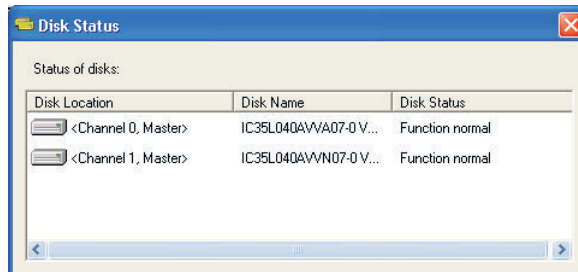 Disk Status
Status of disks:
Disk Location Disk Name Disk Status
<Channel 0, Master> IC35L040AVVA07-0 V... Function normal
<Channel 1, Master> IC35L040AVVN07-0 V... Function normal